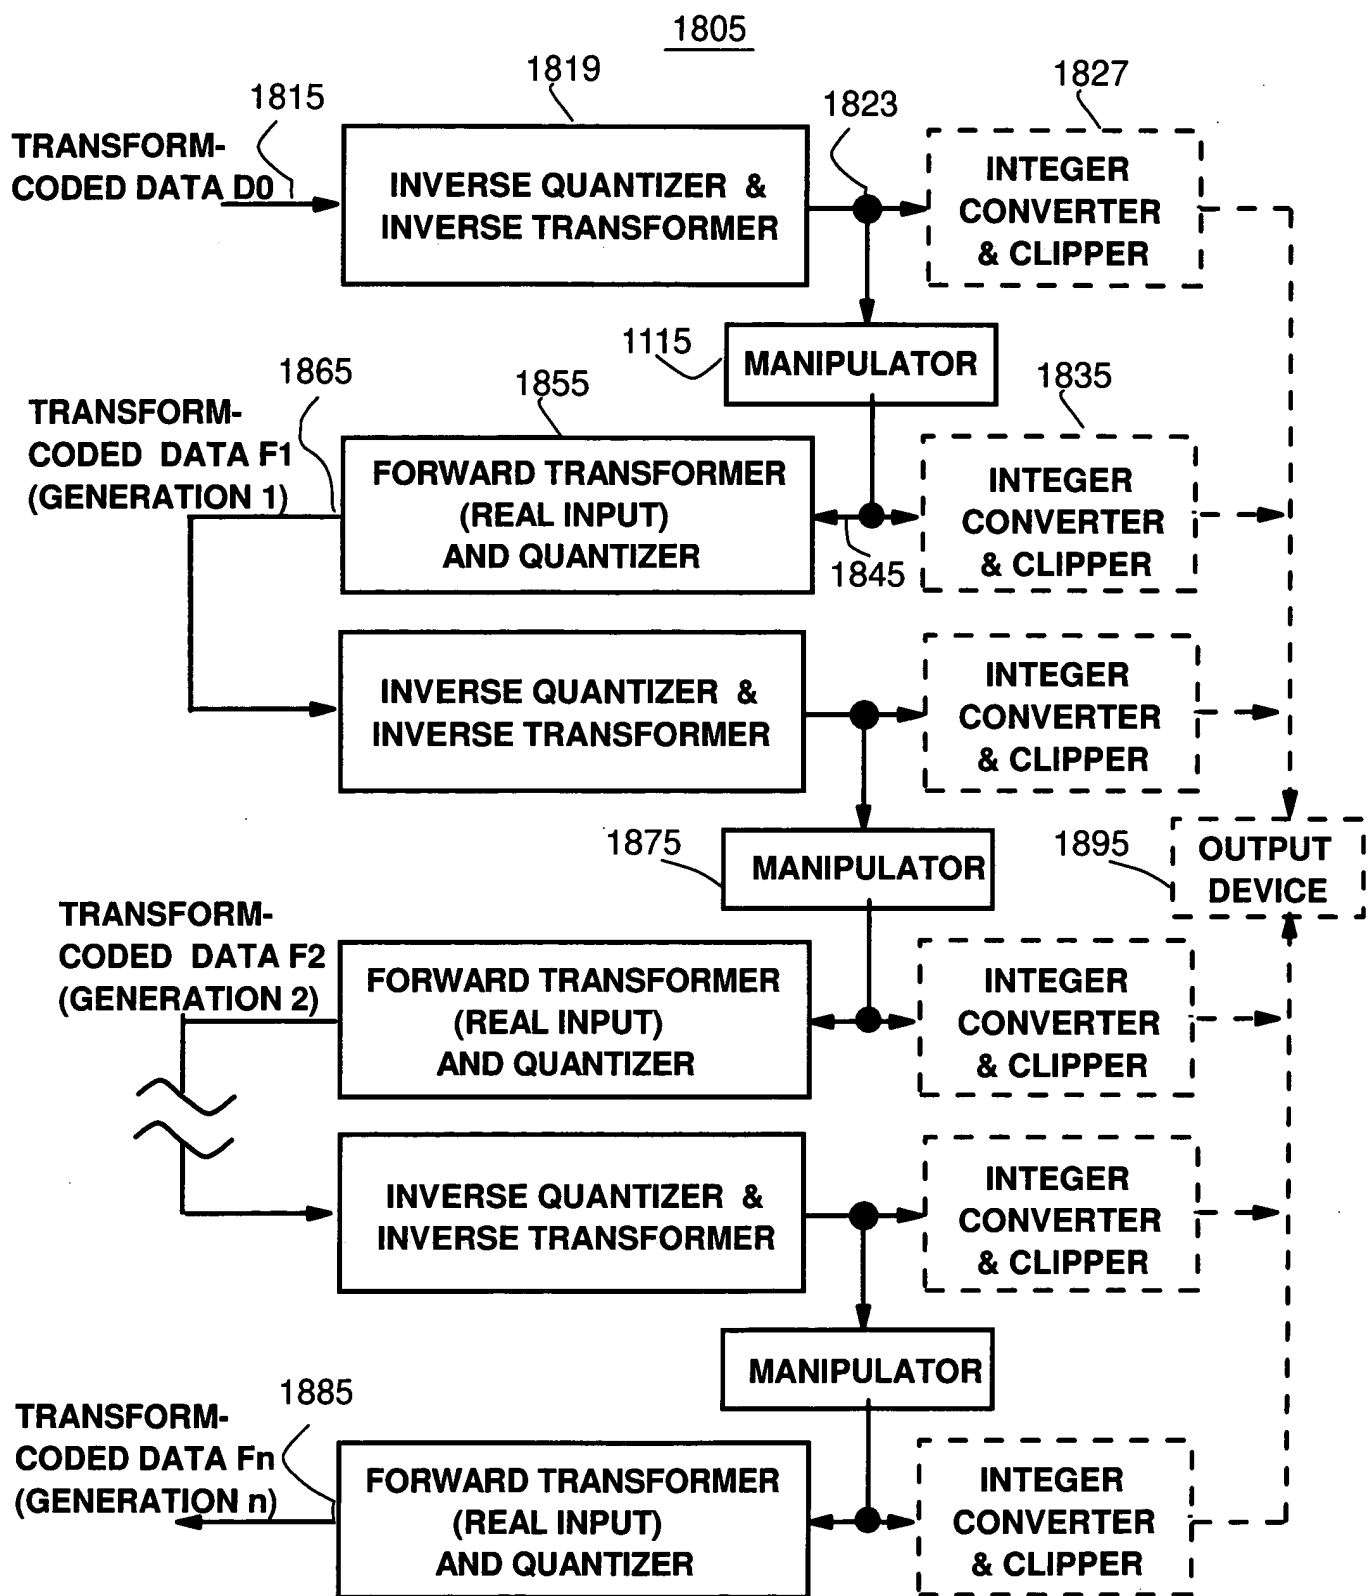 1805
1815
1819
1823
1827
TRANSFORM-
CODED DATA D0
INVERSE QUANTIZER &
INVERSE TRANSFORMER
INTEGER
CONVERTER
& CLIPPER
1115
MANIPULATOR
1865
1855
1835
TRANSFORM-
CODED DATA F1
(GENERATION 1)
FORWARD TRANSFORMER
(REAL INPUT)
AND QUANTIZER
1845
INTEGER
CONVERTER
& CLIPPER
INVERSE QUANTIZER &
INVERSE TRANSFORMER
INTEGER
CONVERTER
& CLIPPER
1875
MANIPULATOR
1895
OUTPUT
DEVICE
TRANSFORM-
CODED DATA F2
(GENERATION 2)
FORWARD TRANSFORMER
(REAL INPUT)
AND QUANTIZER
INTEGER
CONVERTER
& CLIPPER
INVERSE QUANTIZER &
INVERSE TRANSFORMER
INTEGER
CONVERTER
& CLIPPER
MANIPULATOR
1885
TRANSFORM-
CODED DATA Fn
(GENERATION n)
FORWARD TRANSFORMER
(REAL INPUT)
AND QUANTIZER
INTEGER
CONVERTER
& CLIPPER